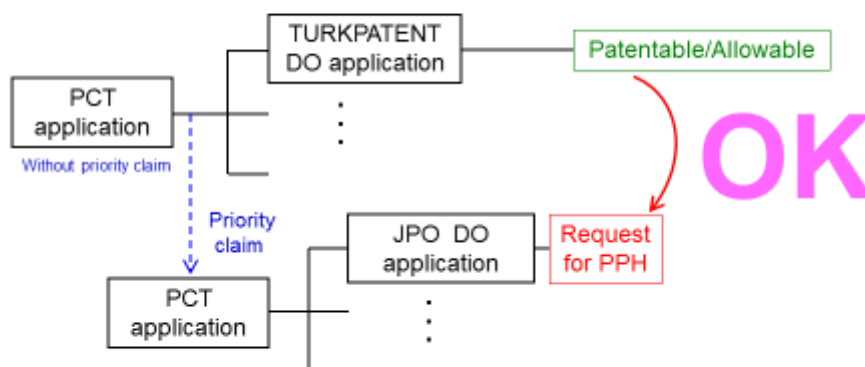 TURKPATENT
DO application
Patentable/Allowable
PCT
application
Without priority claim
OK
Priority
claim
JPO DO
application
Request
for PPH
PCT
application